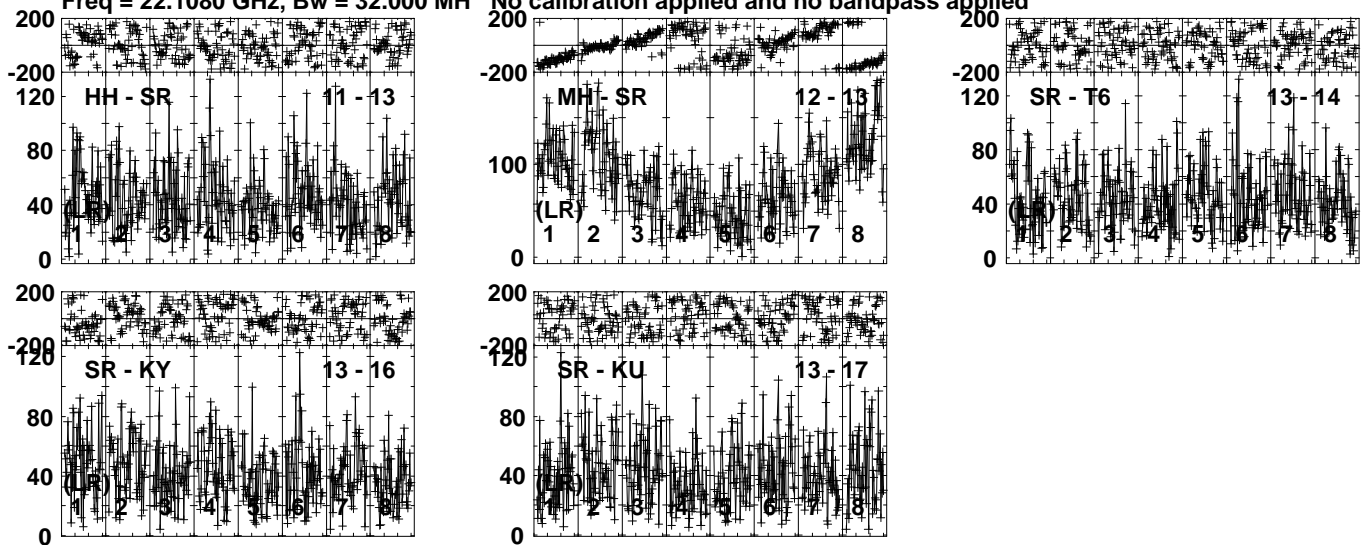 Freq = 22.1080 GHz, Bw = 32.000 MH No calibration applied and no bandpass applied
200
-200
120
80
40
0
HH - SR 11 - 13
(LR)
1 2 3 4 5 6 7 8
200
-200
100
0
MH - SR 12 - 13
(LR)
1 2 3 4 5 6 7 8
200
-200
120
80
40
0
SR - T6 13 - 14
(LR)
1 2 3 4 5 6 7 8
200
-200
120
80
40
0
SR - KY 13 - 16
(LR)
1 2 3 4 5 6 7 8
200
-200
120
80
40
0
SR - KU 13 - 17
(LR)
1 2 3 4 5 6 7 8